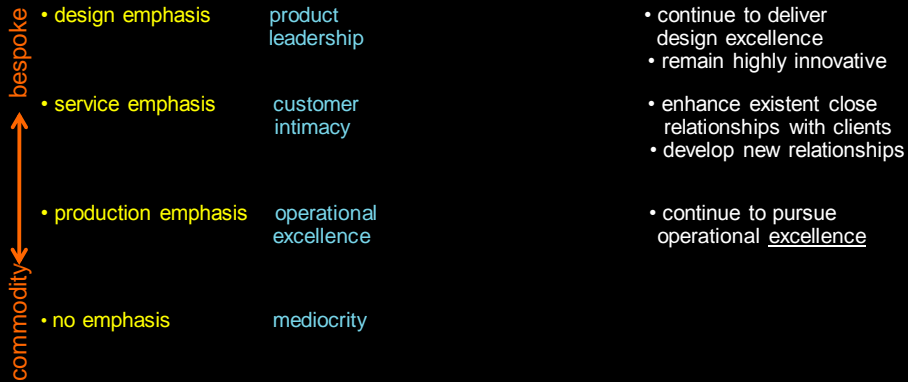 bespoke
• design emphasis
product
leadership
• continue to deliver
design excellence
• remain highly innovative
• service emphasis
customer
intimacy
• enhance existent close
relationships with clients
• develop new relationships
• production emphasis
operational
excellence
• continue to pursue
operational excellence
commodity
• no emphasis
mediocrity